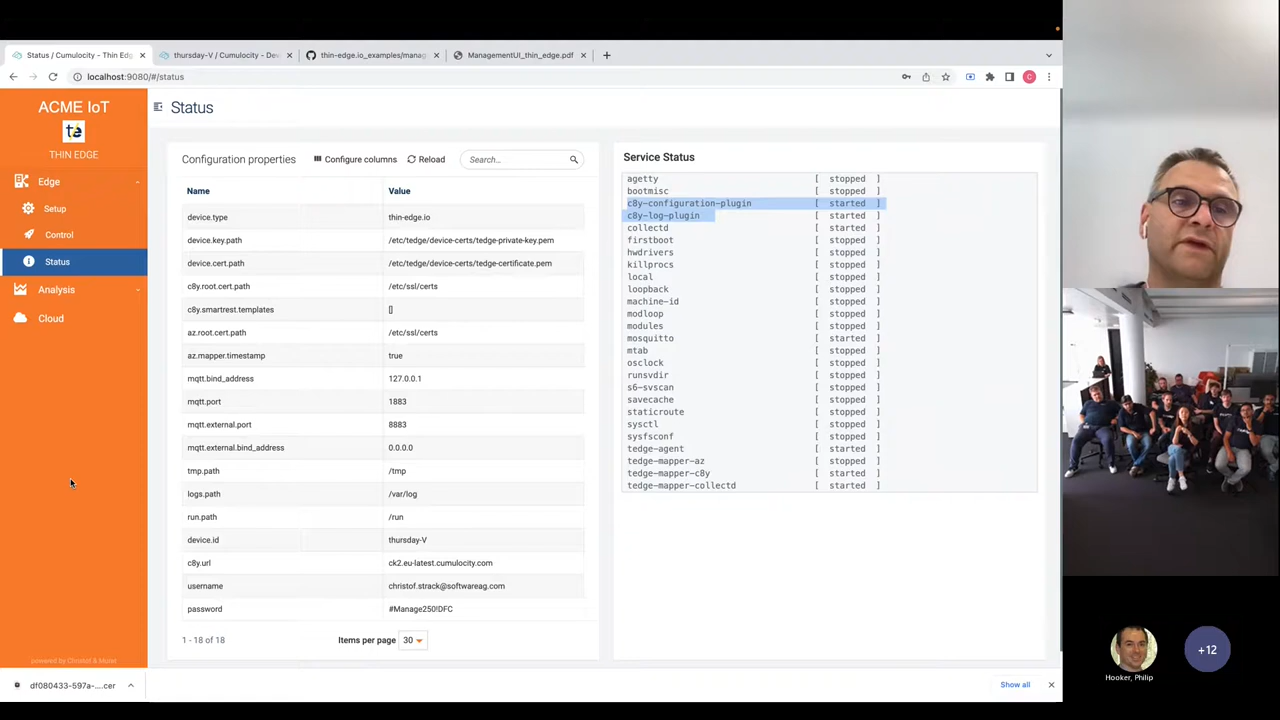 Status / Cumulocity - Thin Edg
thursday-V / Cumulocity - Dev
thin-edge.io_examples/manag
ManagementUI_thin_edge.pdf
localhost:9080/#/status
C
ACME IoT
te
THIN EDGE
Edge
Setup
Control
Status
Analysis
Cloud
powered by Christof & Murat
Status
Configuration properties
Configure columns
Reload
Search...
Name Value
device.type thin-edge.io
device.key.path /etc/tedge/device-certs/tedge-private-key.pem
device.cert.path /etc/tedge/device-certs/tedge-certificate.pem
c8y.root.cert.path /etc/ssl/certs
c8y.smartrest.templates []
az.root.cert.path /etc/ssl/certs
az.mapper.timestamp true
mqtt.bind_address 127.0.0.1
mqtt.port 1883
mqtt.external.port 8883
mqtt.external.bind_address 0.0.0.0
tmp.path /tmp
logs.path /var/log
run.path /run
device.id thursday-V
c8y.url ck2.eu-latest.cumulocity.com
username christof.strack@softwareag.com
password #Manage250!DFC
1 - 18 of 18
Items per page 30
Service Status
agetty [ stopped ]
bootmisc [ stopped ]
c8y-configuration-plugin [ started ]
c8y-log-plugin [ started ]
collectd [ started ]
firstboot [ stopped ]
hwdrivers [ stopped ]
killprocs [ stopped ]
local [ stopped ]
loopback [ stopped ]
machine-id [ stopped ]
modloop [ stopped ]
modules [ stopped ]
mosquitto [ started ]
mtab [ stopped ]
osclock [ stopped ]
runsvdir [ stopped ]
s6-svscan [ stopped ]
savecache [ stopped ]
staticroute [ stopped ]
sysctl [ stopped ]
sysfsconf [ stopped ]
tedge-agent [ started ]
tedge-mapper-az [ stopped ]
tedge-mapper-c8y [ started ]
tedge-mapper-collectd [ started ]
df080433-597a-....cer
Show all
+12
Hooker, Philip